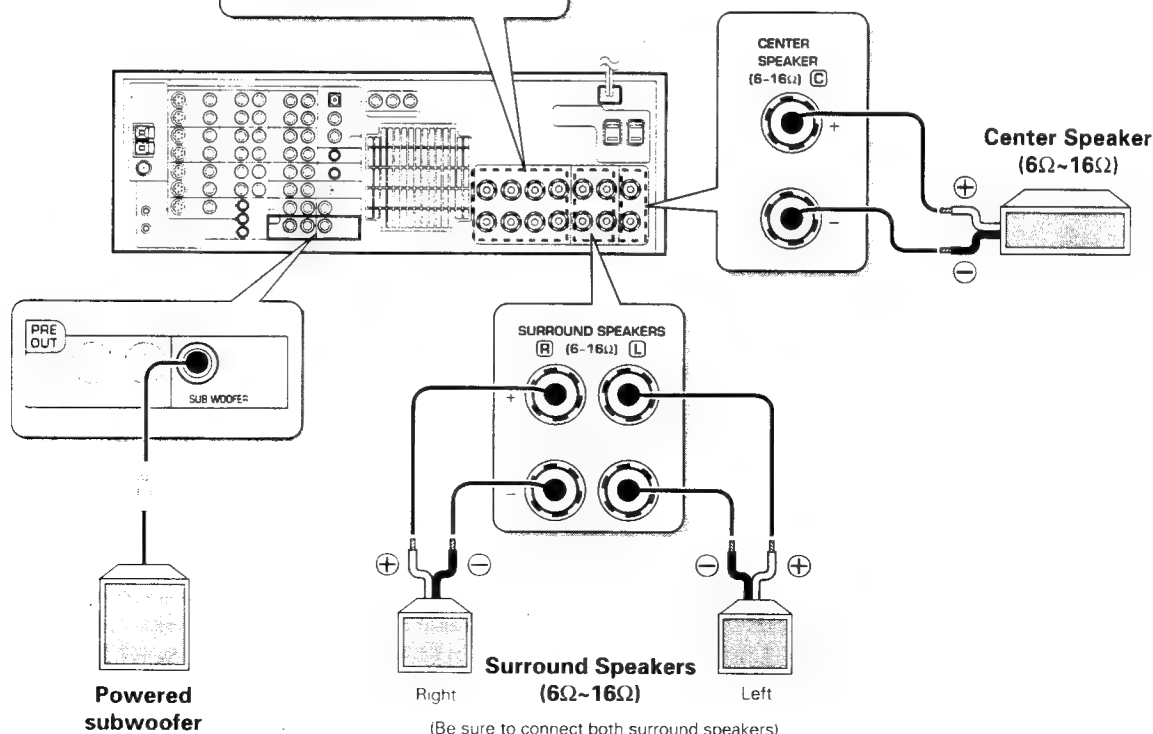 CENTER
SPEAKER
(6-16Ω) C
+
−
Center Speaker
(6Ω~16Ω)
⊕
⊖
PRE
OUT
SUB WOOFER
SURROUND SPEAKERS
R (6-16Ω) L
+
−
⊕ ⊖ ⊖ ⊕
Surround Speakers
(6Ω~16Ω)
Right
Left
Powered
subwoofer
(Be sure to connect both surround speakers)